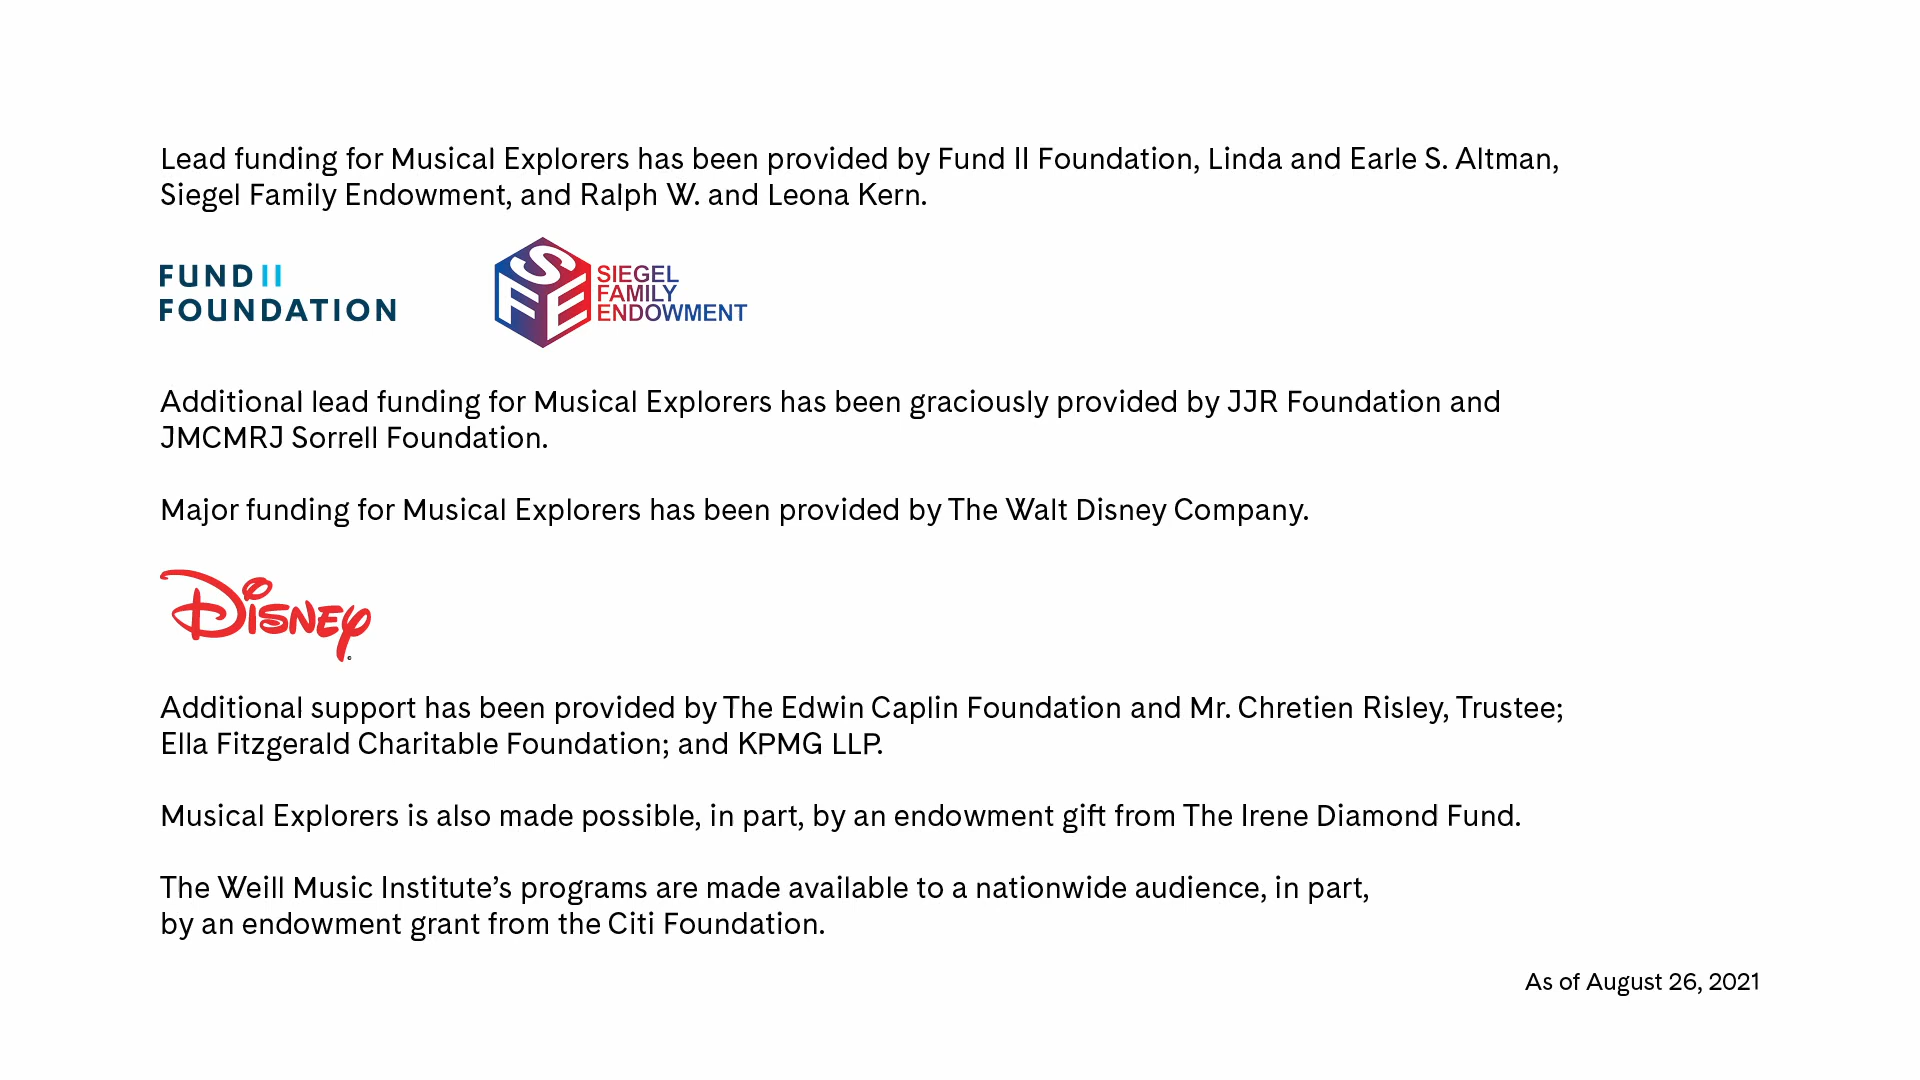 Lead funding for Musical Explorers has been provided by Fund II Foundation, Linda and Earle S. Altman,
Siegel Family Endowment, and Ralph W. and Leona Kern.
FUND II
FOUNDATION
SFE
SIEGEL
FAMILY
ENDOWMENT
Additional lead funding for Musical Explorers has been graciously provided by JJR Foundation and
JMCMRJ Sorrell Foundation.
Major funding for Musical Explorers has been provided by The Walt Disney Company.
Disney
©
Additional support has been provided by The Edwin Caplin Foundation and Mr. Chretien Risley, Trustee;
Ella Fitzgerald Charitable Foundation; and KPMG LLP.
Musical Explorers is also made possible, in part, by an endowment gift from The Irene Diamond Fund.
The Weill Music Institute’s programs are made available to a nationwide audience, in part,
by an endowment grant from the Citi Foundation.
As of August 26, 2021